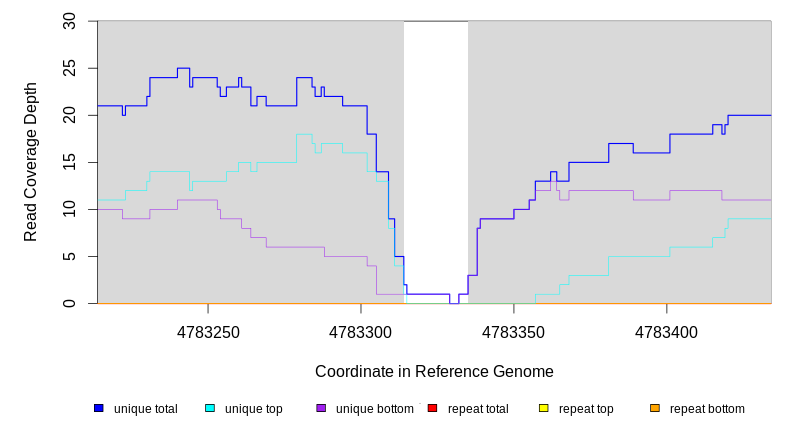 30
25
20
15
10
5
0
Read Coverage Depth
4783250 4783300 4783350 4783400
Coordinate in Reference Genome
unique total unique top unique bottom repeat total repeat top repeat bottom